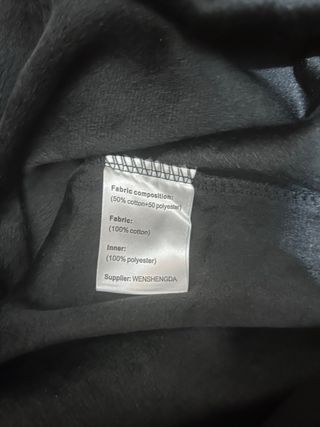 Fabric composition:
(50% cotton+50 polyester)
Fabric:
(100% cotton)
Inner:
(100% polyester)
Supplier: WENSHENGDA